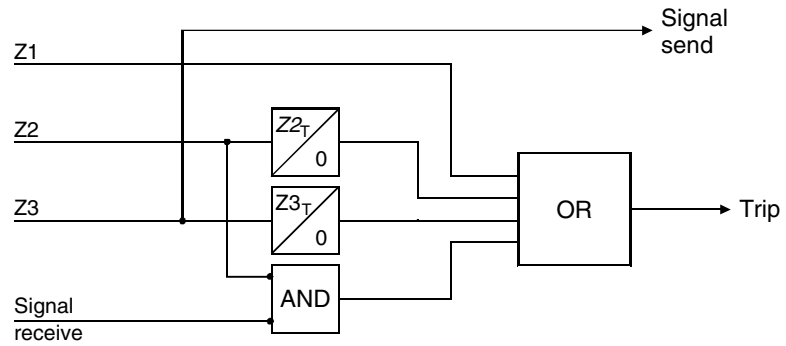 Signal
send
Z1
Z2
Z2T
0
Z3
Z3T
0
OR
Trip
AND
Signal
receive